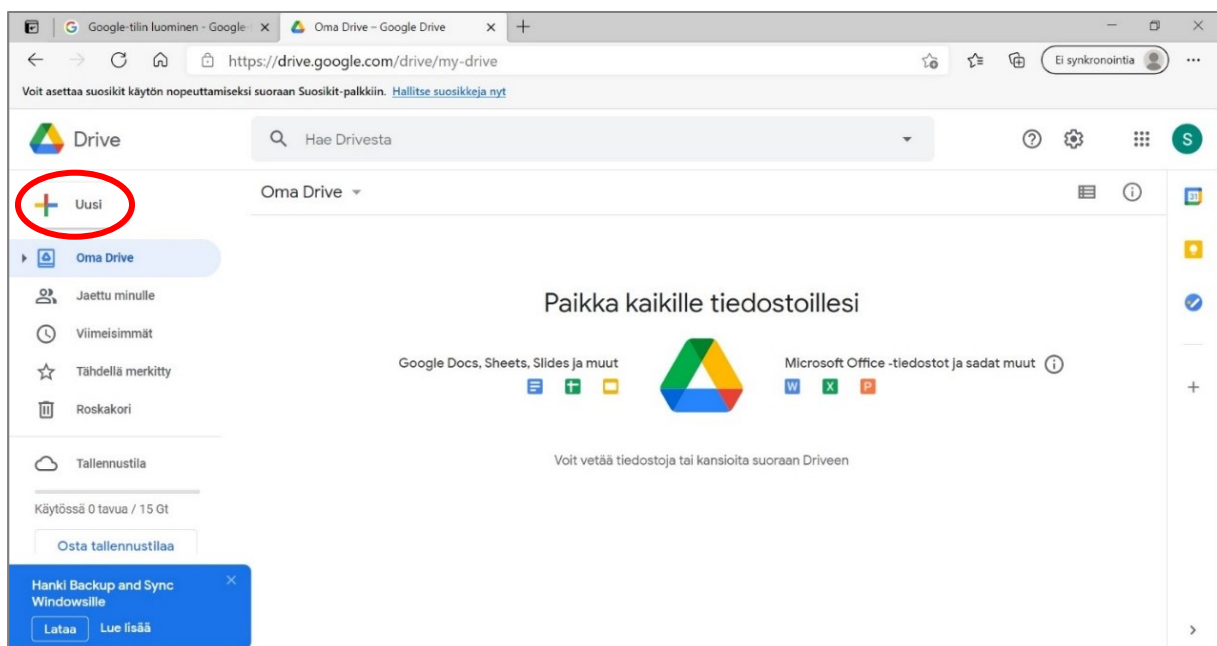 Google-tilin luominen - Google
Oma Drive – Google Drive
https://drive.google.com/drive/my-drive
Ei synkronointia
Voit asettaa suosikit käytön nopeuttamiseksi suoraan Suosikit-palkkiin. Hallitse suosikkeja nyt
Drive
Hae Drivesta
S
Uusi
Oma Drive
31
Oma Drive
Jaettu minulle
Viimeisimmät
Tähdellä merkitty
Roskakori
Paikka kaikille tiedostoillesi
Google Docs, Sheets, Slides ja muut
Microsoft Office -tiedostot ja sadat muut
W X P
Voit vetää tiedostoja tai kansioita suoraan Driveen
Tallennustila
Käytössä 0 tavua / 15 Gt
Osta tallennustilaa
Hanki Backup and Sync
Windowsille
Lataa Lue lisää